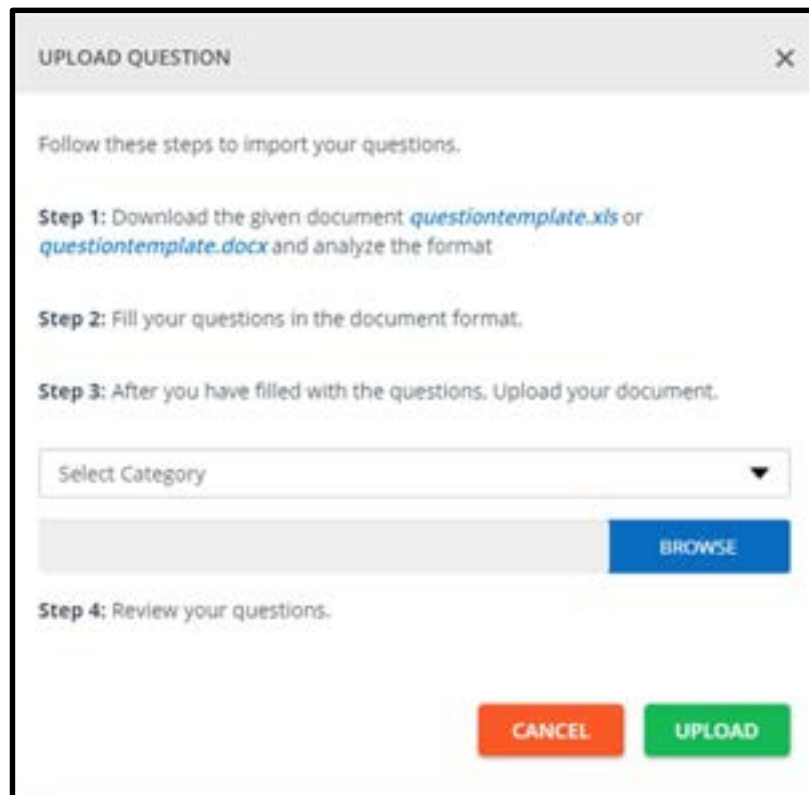 UPLOAD QUESTION
Follow these steps to import your questions.
Step 1: Download the given document questiontemplate.xls or
questiontemplate.docx and analyze the format
Step 2: Fill your questions in the document format.
Step 3: After you have filled with the questions. Upload your document.
Select Category
BROWSE
Step 4: Review your questions.
CANCEL UPLOAD